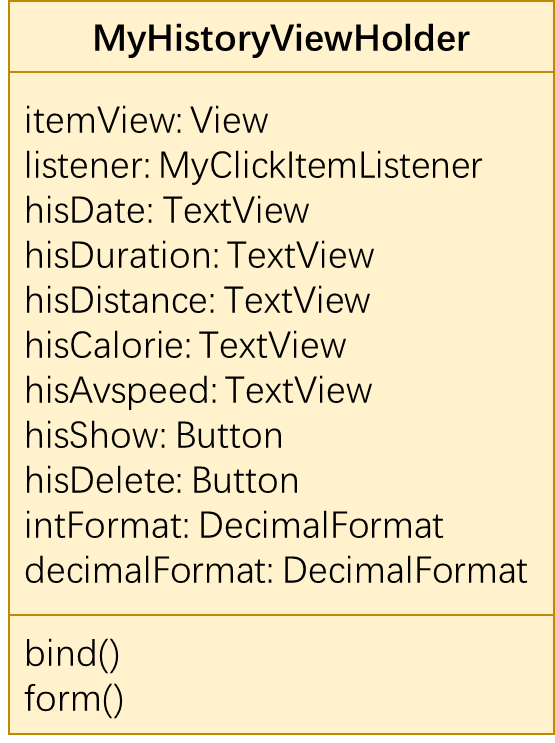 MyHistoryViewHolder
itemView: View
listener: MyClickItemListener
hisDate: TextView
hisDuration: TextView
hisDistance: TextView
hisCalorie: TextView
hisAvspeed: TextView
hisShow: Button
hisDelete: Button
intFormat: DecimalFormat
decimalFormat: DecimalFormat
bind()
form()